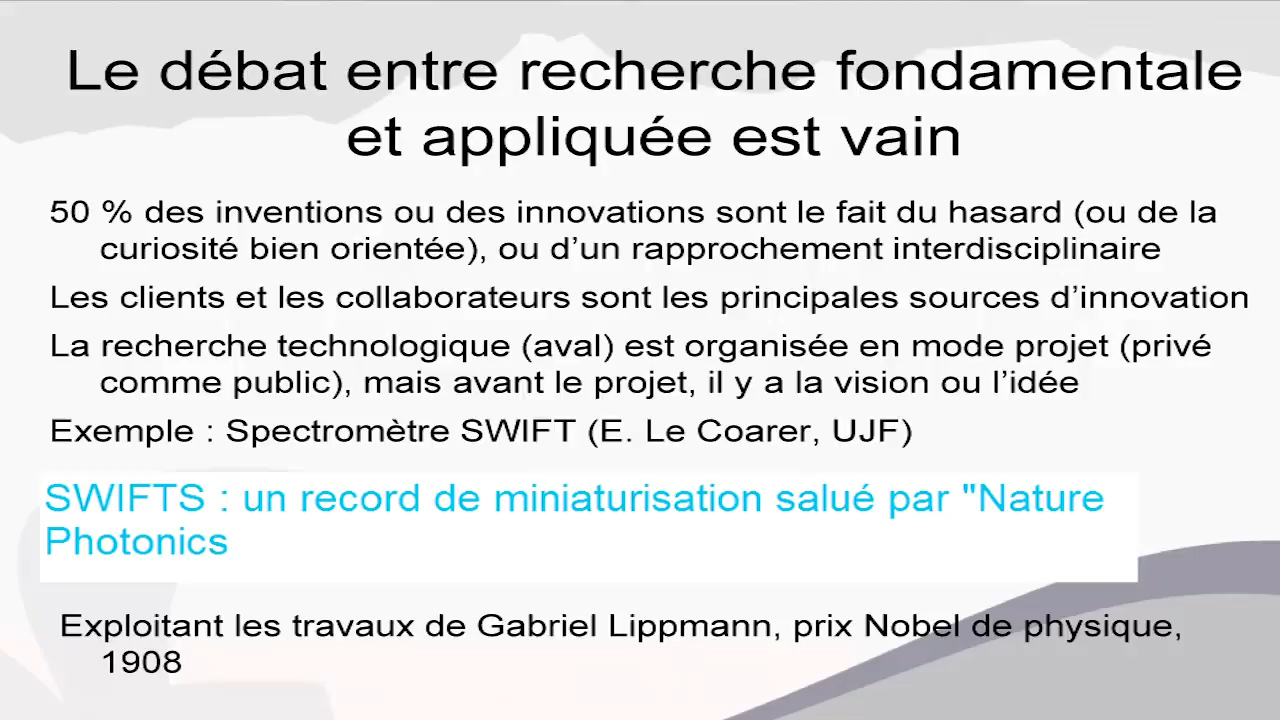 Le débat entre recherche fondamentale
et appliquée est vain
50 % des inventions ou des innovations sont le fait du hasard (ou de la
curiosité bien orientée), ou d’un rapprochement interdisciplinaire
Les clients et les collaborateurs sont les principales sources d’innovation
La recherche technologique (aval) est organisée en mode projet (privé
comme public), mais avant le projet, il y a la vision ou l’idée
Exemple : Spectromètre SWIFT (E. Le Coarer, UJF)
SWIFTS : un record de miniaturisation salué par "Nature
Photonics
Exploitant les travaux de Gabriel Lippmann, prix Nobel de physique,
1908